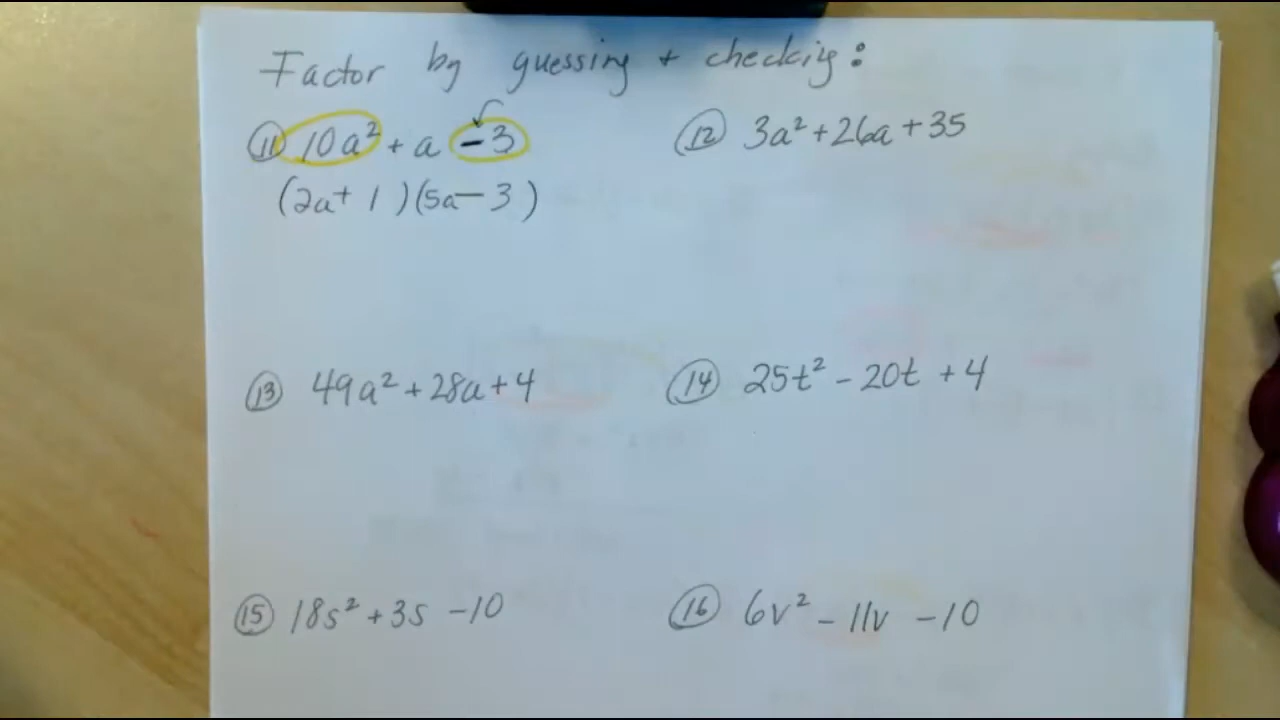 Factor by guessing + checking:
⑪ 10a² + a - 3
(2a + 1)(5a - 3)
⑫ 3a² + 26a + 35
⑬ 49a² + 28a + 4
⑭ 25t² - 20t + 4
⑮ 18s² + 3s - 10
⑯ 6v² - 11v - 10